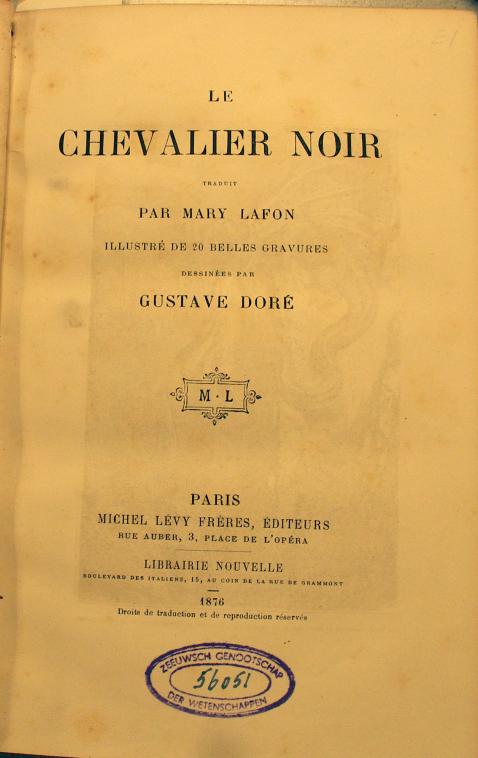 LE
CHEVALIER NOIR
TRADUIT
PAR MARY LAFON
ILLUSTRÉ DE 20 BELLES GRAVURES
DESSINÉES PAR
GUSTAVE DORÉ
M·L
PARIS
MICHEL LÉVY FRÈRES, ÉDITEURS
RUE AUBER, 3, PLACE DE L'OPÉRA
LIBRAIRIE NOUVELLE
BOULEVARD DES ITALIENS, 15, AU COIN DE LA RUE DE GRAMMONT
1876
Droits de traduction et de reproduction réservés
ZEEUWSCH GENOOTSCHAP
56051
DER WETENSCHAPPEN